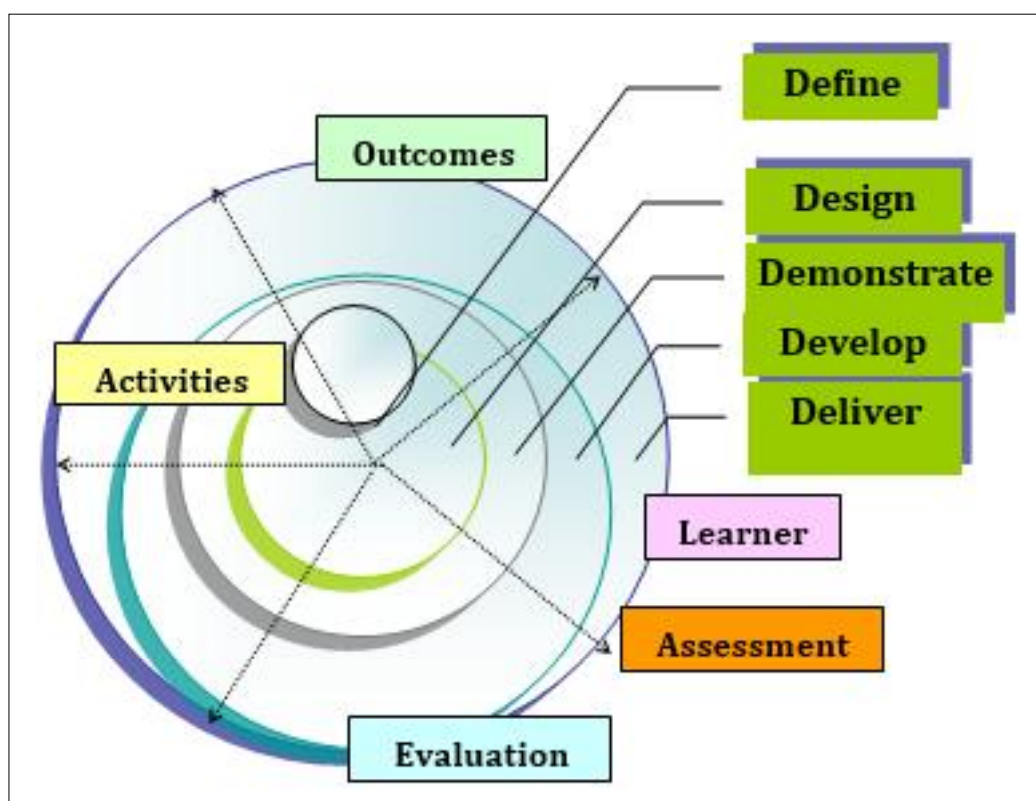 Define
Outcomes
Design
Demonstrate
Develop
Activities
Deliver
Learner
Assessment
Evaluation